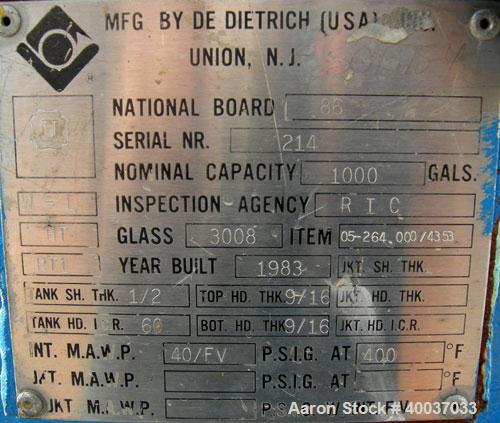 MFG BY DE DIETRICH (USA) INC.
UNION, N.J.
®
NATIONAL BOARD 86
U
SERIAL NR. 214
NOMINAL CAPACITY 1000 GALS.
W-L INSPECTION AGENCY RIC
GLASS 3008 ITEM 05-264.000/4353
YEAR BUILT 1983 JKT. SH. THK.
TANK SH. THK. 1/2 TOP HD. THK 9/16 JKT. HD. THK.
TANK HD. I.C.R. 60 BOT. HD. THK 9/16 JKT. HD. I.C.R.
INT. M.A.W.P. 40/FV P.S.I.G. AT 400 °F
JKT. M.A.W.P. P.S.I.G. AT °F
JKT M.A.W.P. INT. F.V.
Aaron Stock #40037033